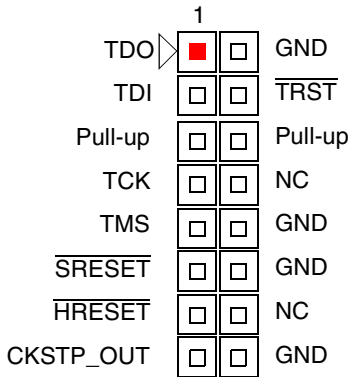 1
TDO GND
TDI TRST
Pull-up Pull-up
TCK NC
TMS GND
SRESET GND
HRESET NC
CKSTP_OUT GND